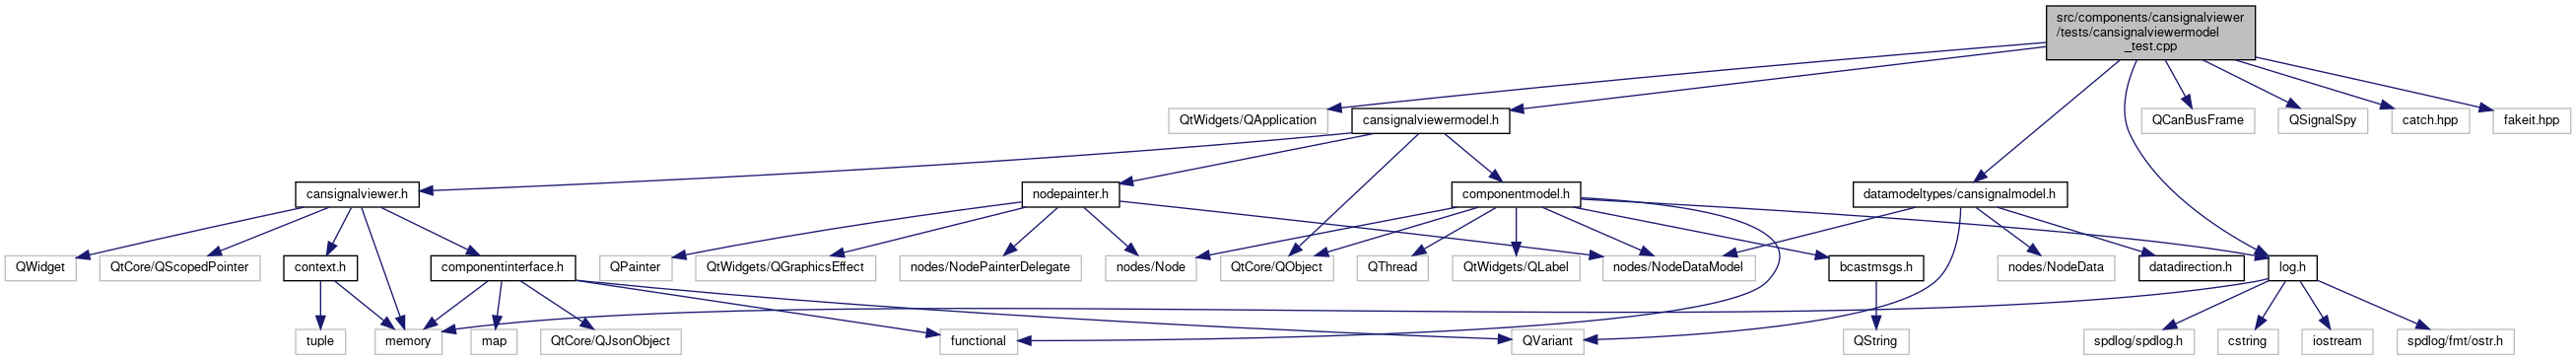 src/components/cansignalviewer
/tests/cansignalviewermodel
_test.cpp
QtWidgets/QApplication
cansignalviewermodel.h
QCanBusFrame
QSignalSpy
catch.hpp
fakeit.hpp
cansignalviewer.h
nodepainter.h
componentmodel.h
datamodeltypes/cansignalmodel.h
QWidget
QtCore/QScopedPointer
context.h
componentinterface.h
QPainter
QtWidgets/QGraphicsEffect
nodes/NodePainterDelegate
nodes/Node
QtCore/QObject
QThread
QtWidgets/QLabel
nodes/NodeDataModel
bcastmsgs.h
nodes/NodeData
datadirection.h
log.h
tuple
memory
map
QtCore/QJsonObject
functional
QVariant
QString
spdlog/spdlog.h
cstring
iostream
spdlog/fmt/ostr.h